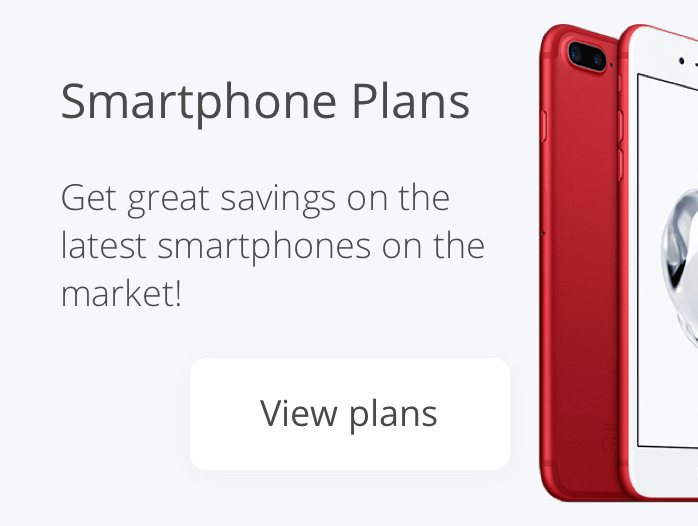 Smartphone Plans
Get great savings on the
latest smartphones on the
market!
View plans